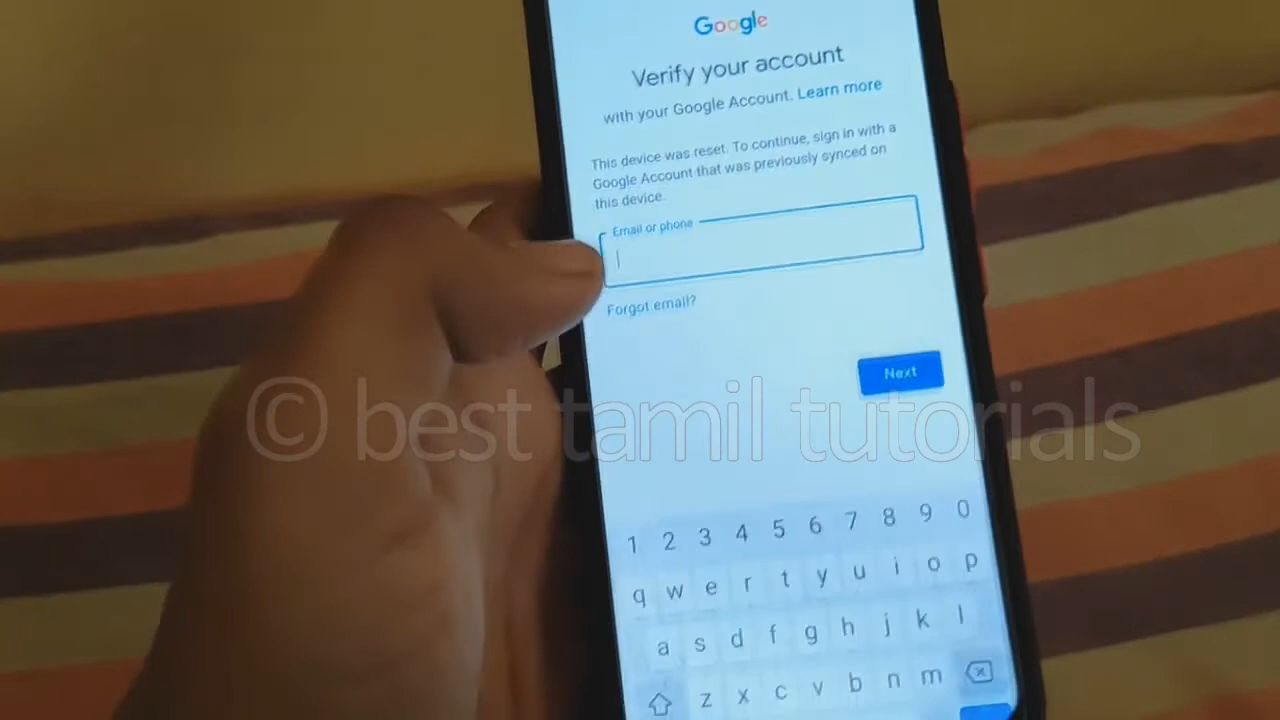 Google
Verify your account
with your Google Account. Learn more
This device was reset. To continue, sign in with a
Google Account that was previously synced on
this device.
Email or phone
Forgot email?
Next
© best tamil tutorials
1 2 3 4 5 6 7 8 9 0
q w e r t y u i o p
a s d f g h j k l
z x c v b n m